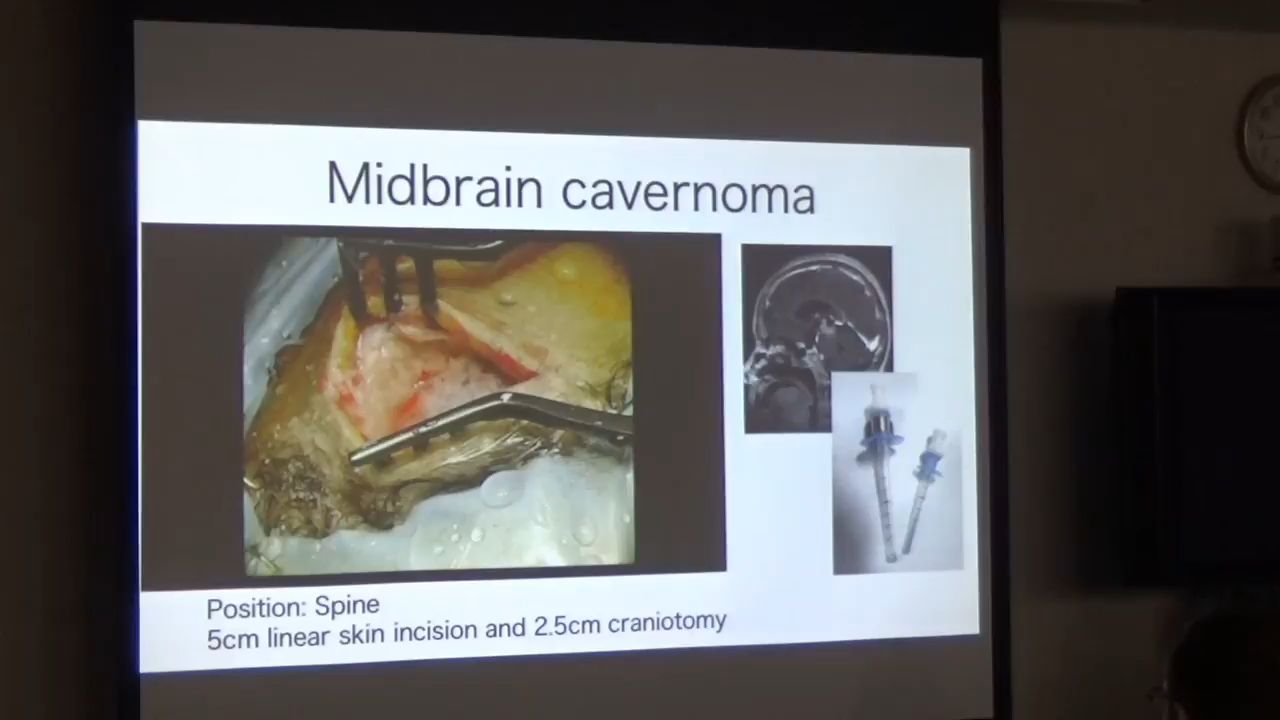 Midbrain cavernoma
Position: Spine
5cm linear skin incision and 2.5cm craniotomy